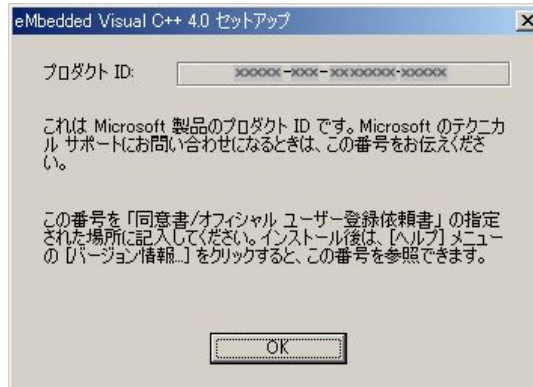 eMbedded Visual C++ 4.0 セットアップ
プロダクト ID:
xxxxx-xxx-xxxxxxx-xxxxx
これは Microsoft 製品のプロダクト ID です。Microsoft のテクニカ
ル サポートにお問い合わせになるときは、この番号をお伝えくださ
い。
この番号を「同意書/オフィシャル ユーザー登録依頼書」の指定
された場所に記入してください。インストール後は、[ヘルプ] メニュー
の [バージョン情報...] をクリックすると、この番号を参照できます。
OK